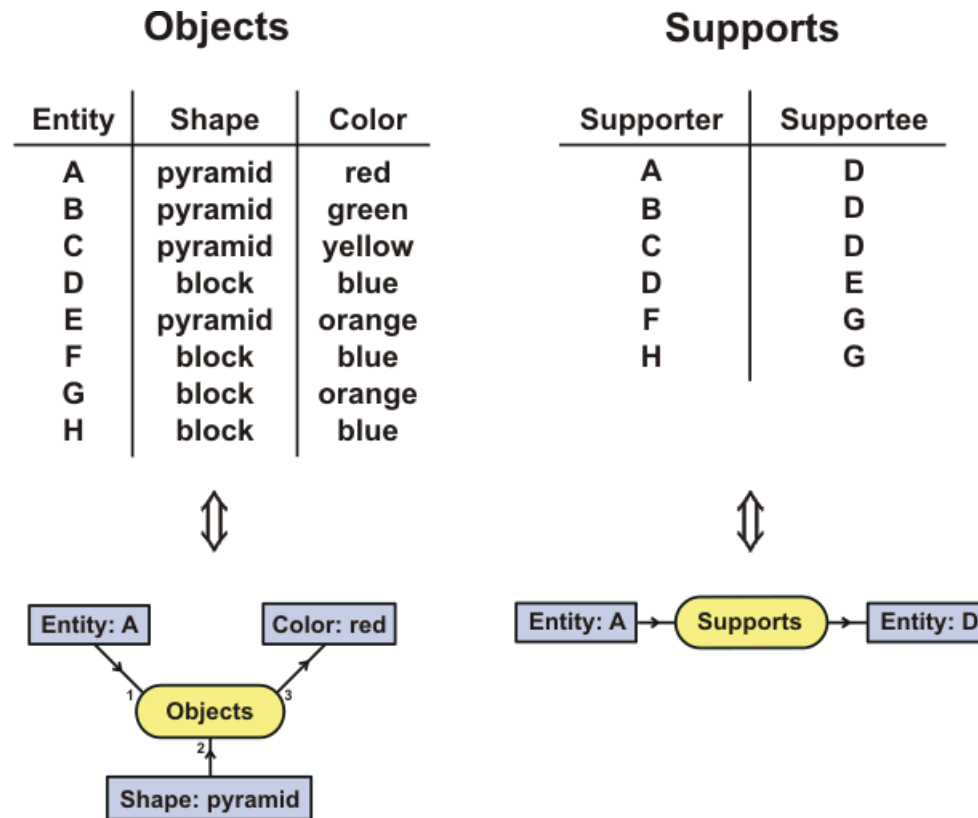 Objects
Entity Shape Color
A pyramid red
B pyramid green
C pyramid yellow
D block blue
E pyramid orange
F block blue
G block orange
H block blue
Supports
Supporter Supportee
A D
B D
C D
D E
F G
H G
Entity: A
Color: red
1
3
Objects
2
Shape: pyramid
Entity: A
Supports
Entity: D